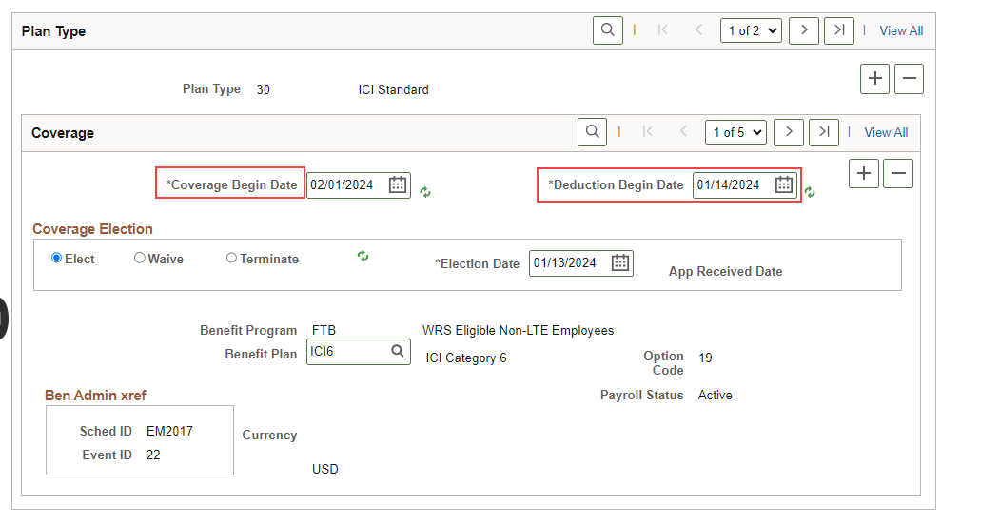 Plan Type 1 of 2 View All
Plan Type 30 ICI Standard
Coverage 1 of 5 View All
*Coverage Begin Date 02/01/2024 *Deduction Begin Date 01/14/2024
Coverage Election
Elect Waive Terminate *Election Date 01/13/2024 App Received Date
Benefit Program FTB WRS Eligible Non-LTE Employees
Benefit Plan ICI6 ICI Category 6 Option Code 19
Ben Admin xref Payroll Status Active
Sched ID EM2017 Currency
Event ID 22
USD